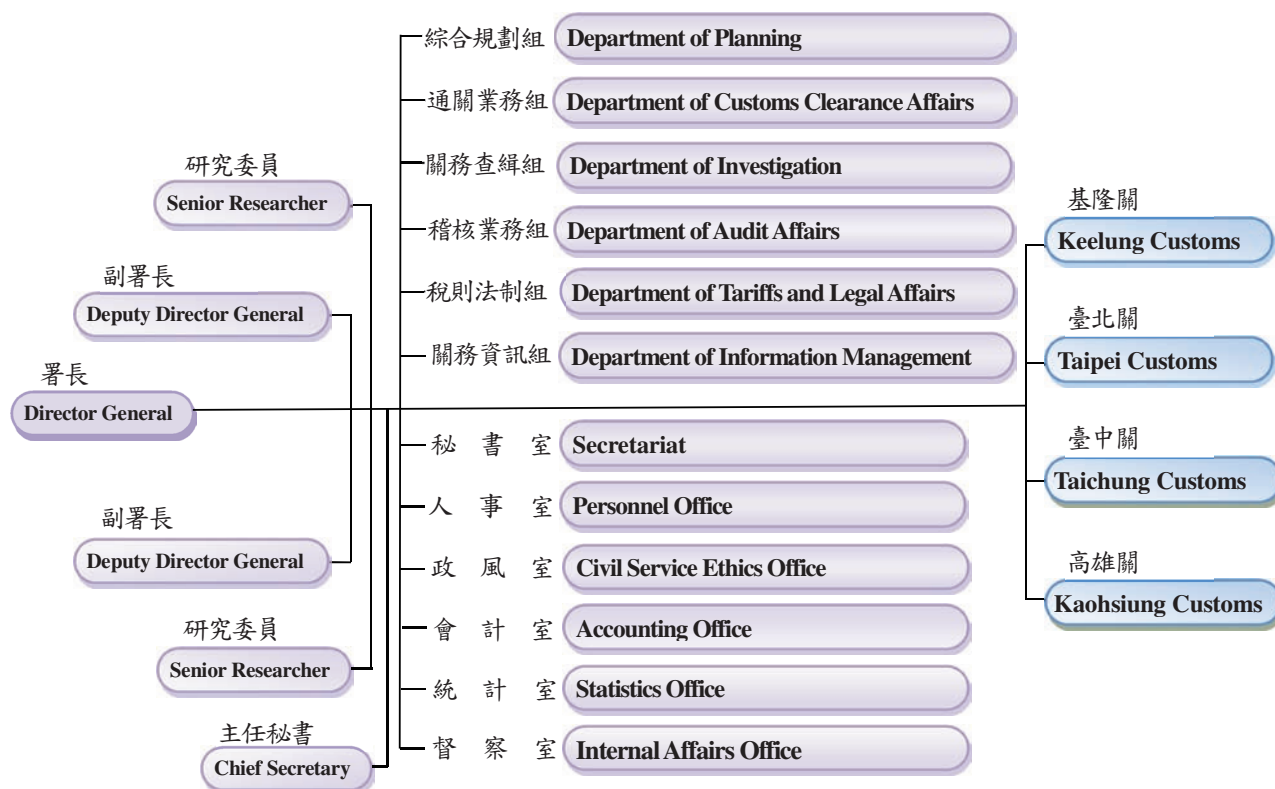 署長
Director General
副署長
Deputy Director General
副署長
Deputy Director General
研究委員
Senior Researcher
研究委員
Senior Researcher
主任秘書
Chief Secretary
綜合規劃組 Department of Planning
通關業務組 Department of Customs Clearance Affairs
關務查緝組 Department of Investigation
稽核業務組 Department of Audit Affairs
稅則法制組 Department of Tariffs and Legal Affairs
關務資訊組 Department of Information Management
秘書室 Secretariat
人事室 Personnel Office
政風室 Civil Service Ethics Office
會計室 Accounting Office
統計室 Statistics Office
督察室 Internal Affairs Office
基隆關
Keelung Customs
臺北關
Taipei Customs
臺中關
Taichung Customs
高雄關
Kaohsiung Customs